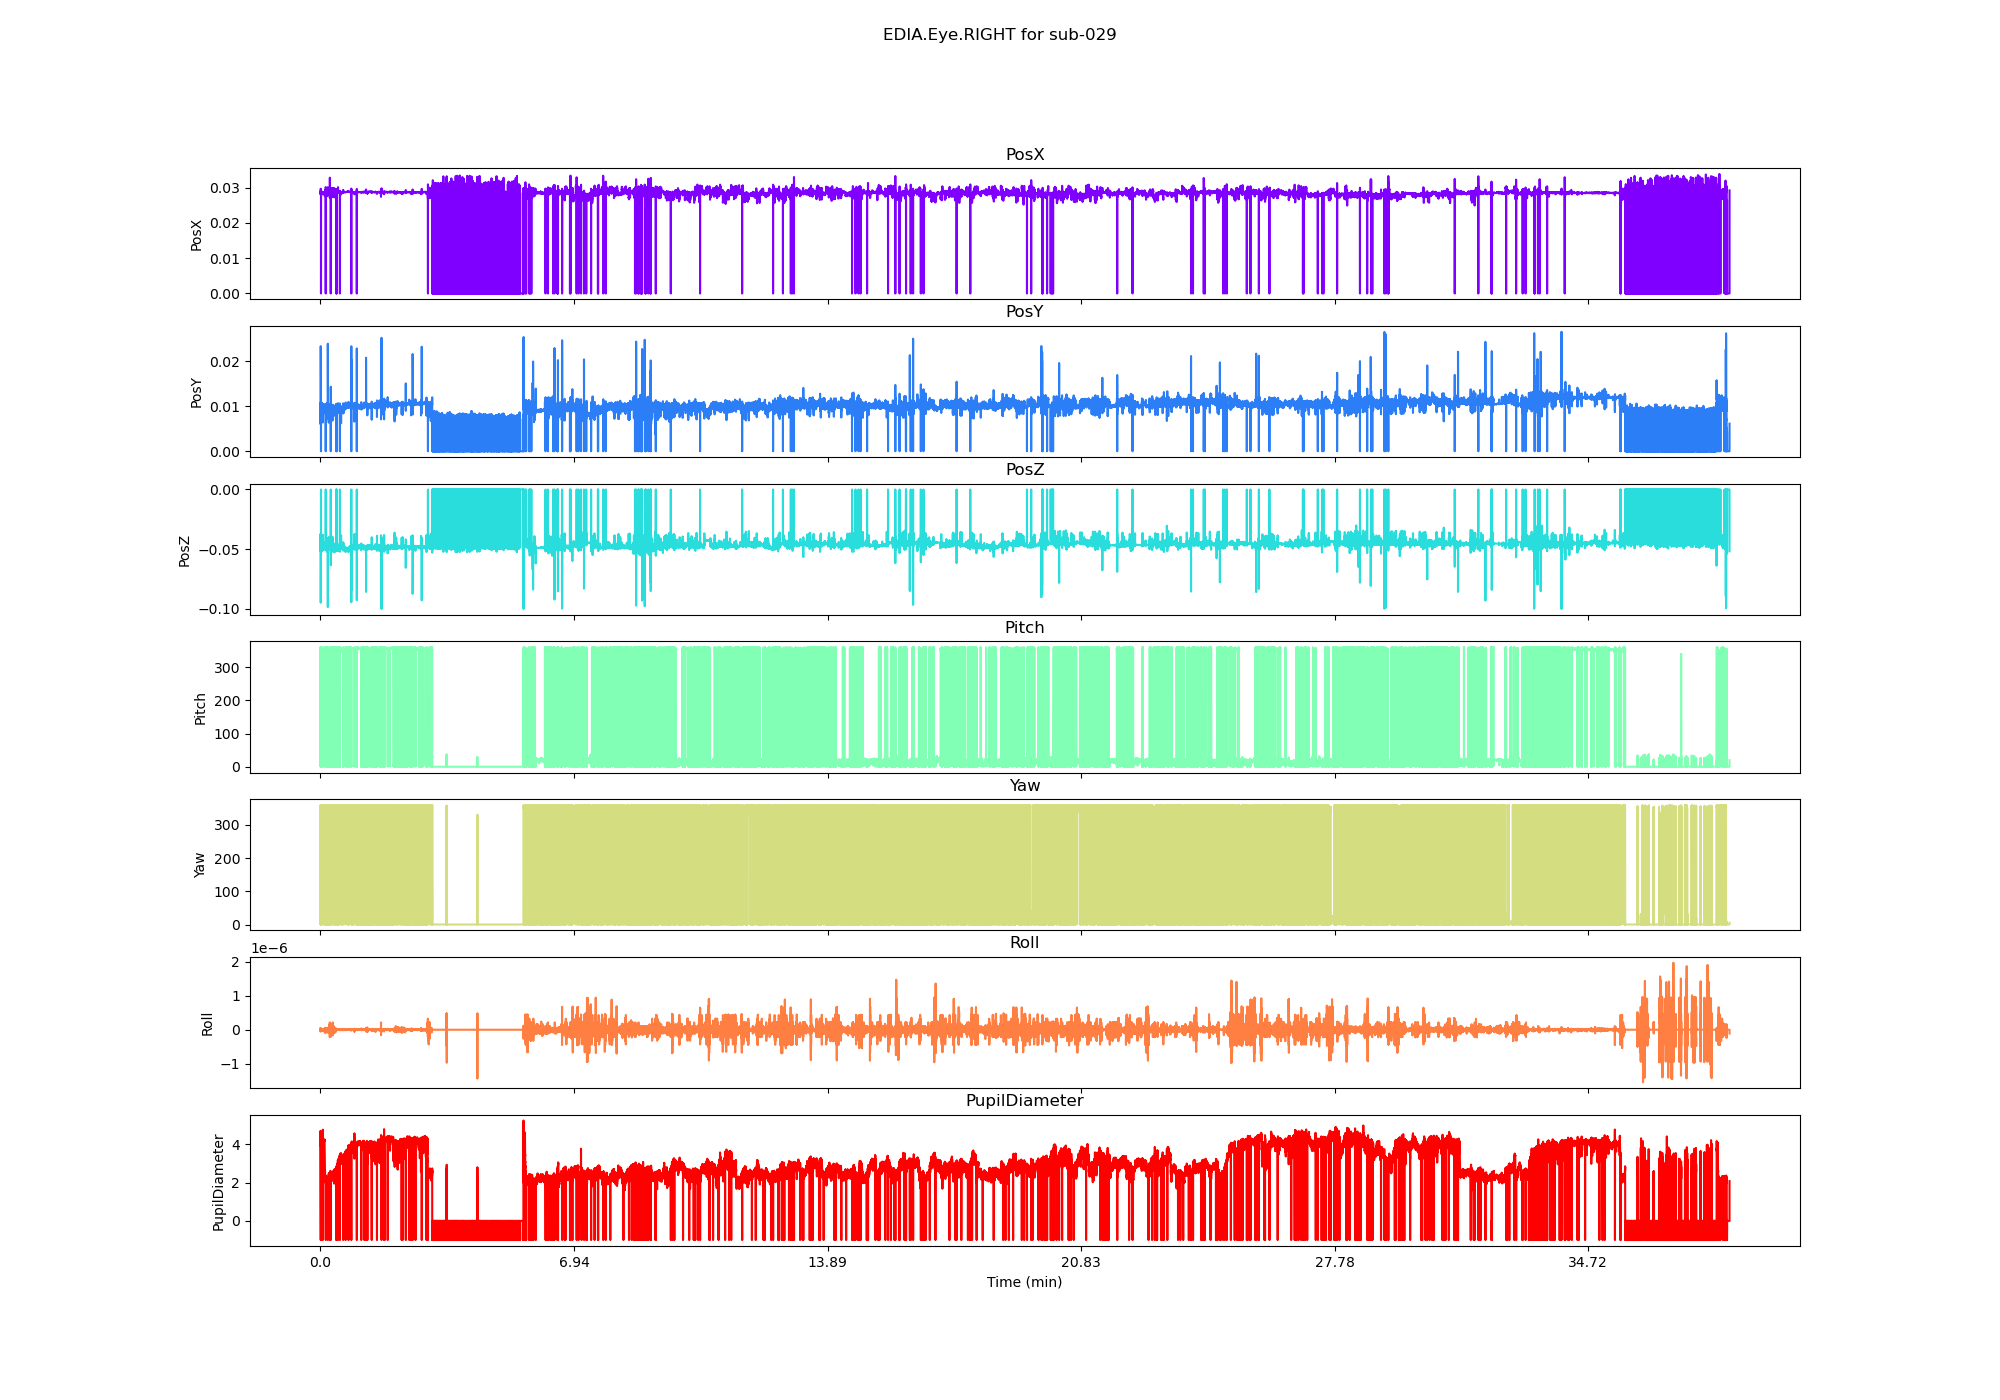 EDIA.Eye.RIGHT for sub-029
PosX
PosX
0.03
0.02
0.01
0.00
PosY
PosY
0.02
0.01
0.00
PosZ
PosZ
0.00
−0.05
−0.10
Pitch
Pitch
300
200
100
0
Yaw
Yaw
300
200
100
0
1e−6
Roll
Roll
2
1
0
−1
PupilDiameter
PupilDiameter
4
2
0
0.0 6.94 13.89 20.83 27.78 34.72
Time (min)